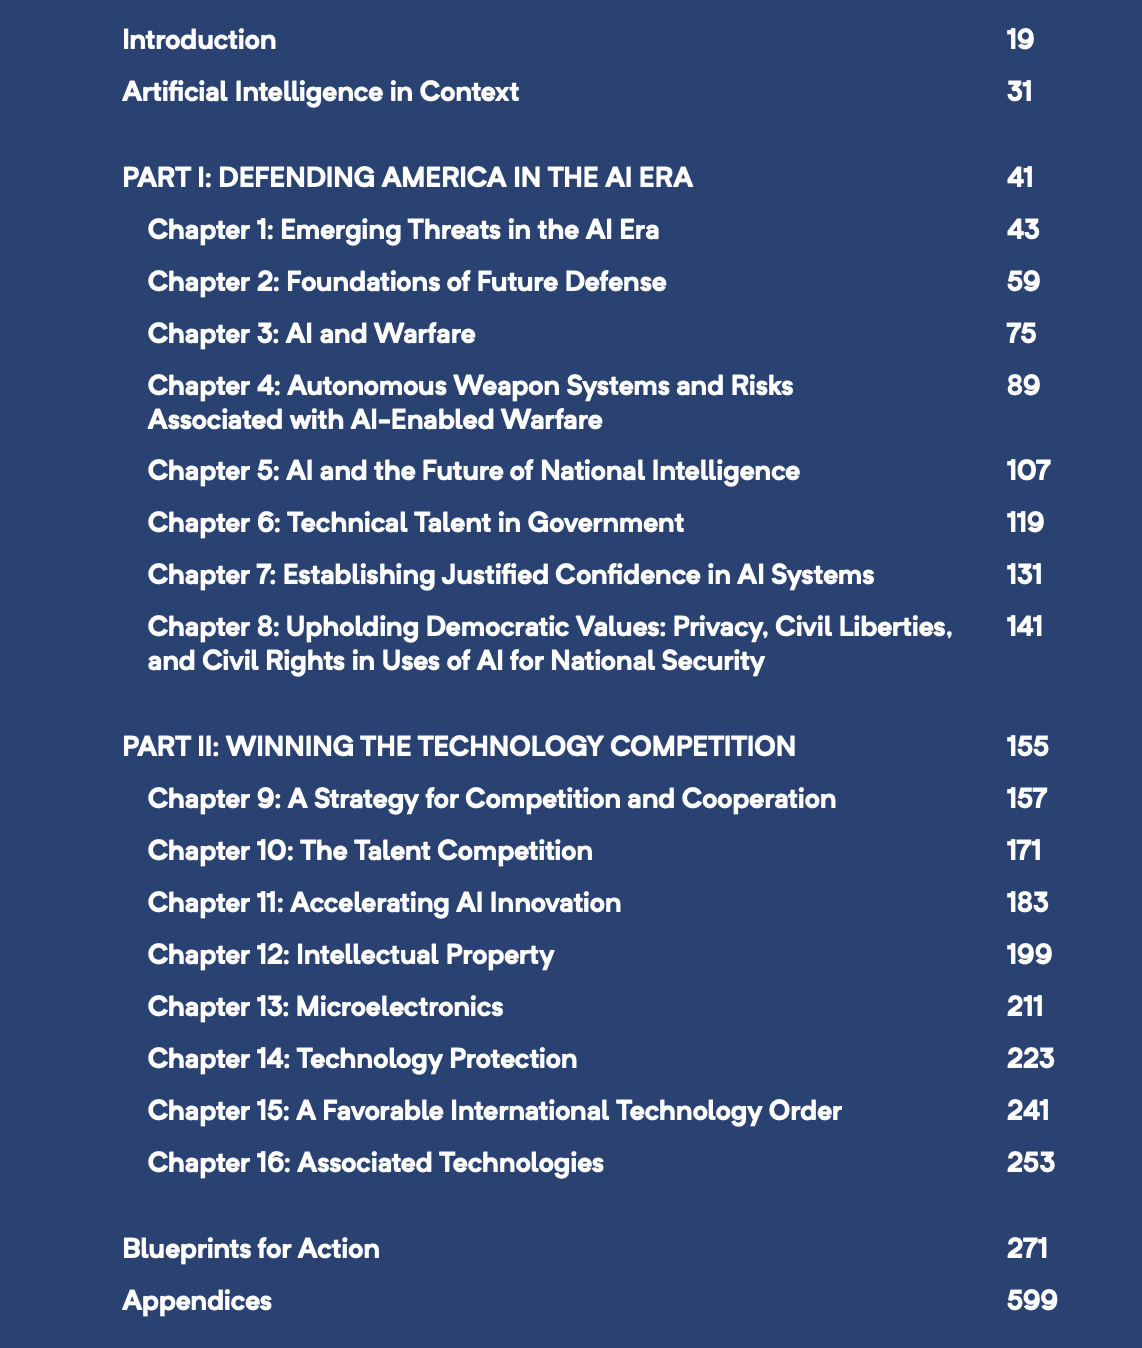 Introduction 19
Artificial Intelligence in Context 31
PART I: DEFENDING AMERICA IN THE AI ERA 41
Chapter 1: Emerging Threats in the AI Era 43
Chapter 2: Foundations of Future Defense 59
Chapter 3: AI and Warfare 75
Chapter 4: Autonomous Weapon Systems and Risks 89
Associated with AI-Enabled Warfare
Chapter 5: AI and the Future of National Intelligence 107
Chapter 6: Technical Talent in Government 119
Chapter 7: Establishing Justified Confidence in AI Systems 131
Chapter 8: Upholding Democratic Values: Privacy, Civil Liberties, 141
and Civil Rights in Uses of AI for National Security
PART II: WINNING THE TECHNOLOGY COMPETITION 155
Chapter 9: A Strategy for Competition and Cooperation 157
Chapter 10: The Talent Competition 171
Chapter 11: Accelerating AI Innovation 183
Chapter 12: Intellectual Property 199
Chapter 13: Microelectronics 211
Chapter 14: Technology Protection 223
Chapter 15: A Favorable International Technology Order 241
Chapter 16: Associated Technologies 253
Blueprints for Action 271
Appendices 599